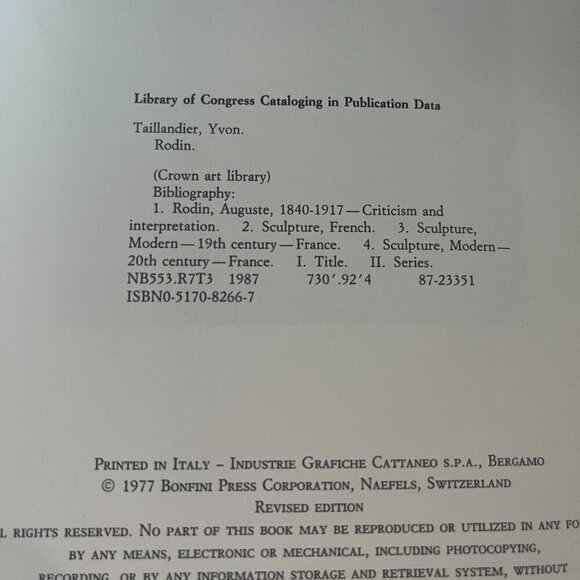 Library of Congress Cataloging in Publication Data
Taillandier, Yvon.
Rodin.
(Crown art library)
Bibliography:
1. Rodin, Auguste, 1840-1917—Criticism and
interpretation. 2. Sculpture, French. 3. Sculpture,
Modern—19th century—France. 4. Sculpture, Modern—
20th century—France. I. Title. II. Series.
NB553.R7T3 1987 730′.92′4 87-23351
ISBN0-5170-8266-7
PRINTED IN ITALY – INDUSTRIE GRAFICHE CATTANEO S.P.A., BERGAMO
© 1977 BONFINI PRESS CORPORATION, NAEFELS, SWITZERLAND
REVISED EDITION
RIGHTS RESERVED. NO PART OF THIS BOOK MAY BE REPRODUCED OR UTILIZED IN ANY
BY ANY MEANS, ELECTRONIC OR MECHANICAL, INCLUDING PHOTOCOPYING,
RECORDING, OR BY ANY INFORMATION STORAGE AND RETRIEVAL SYSTEM, WITHOUT